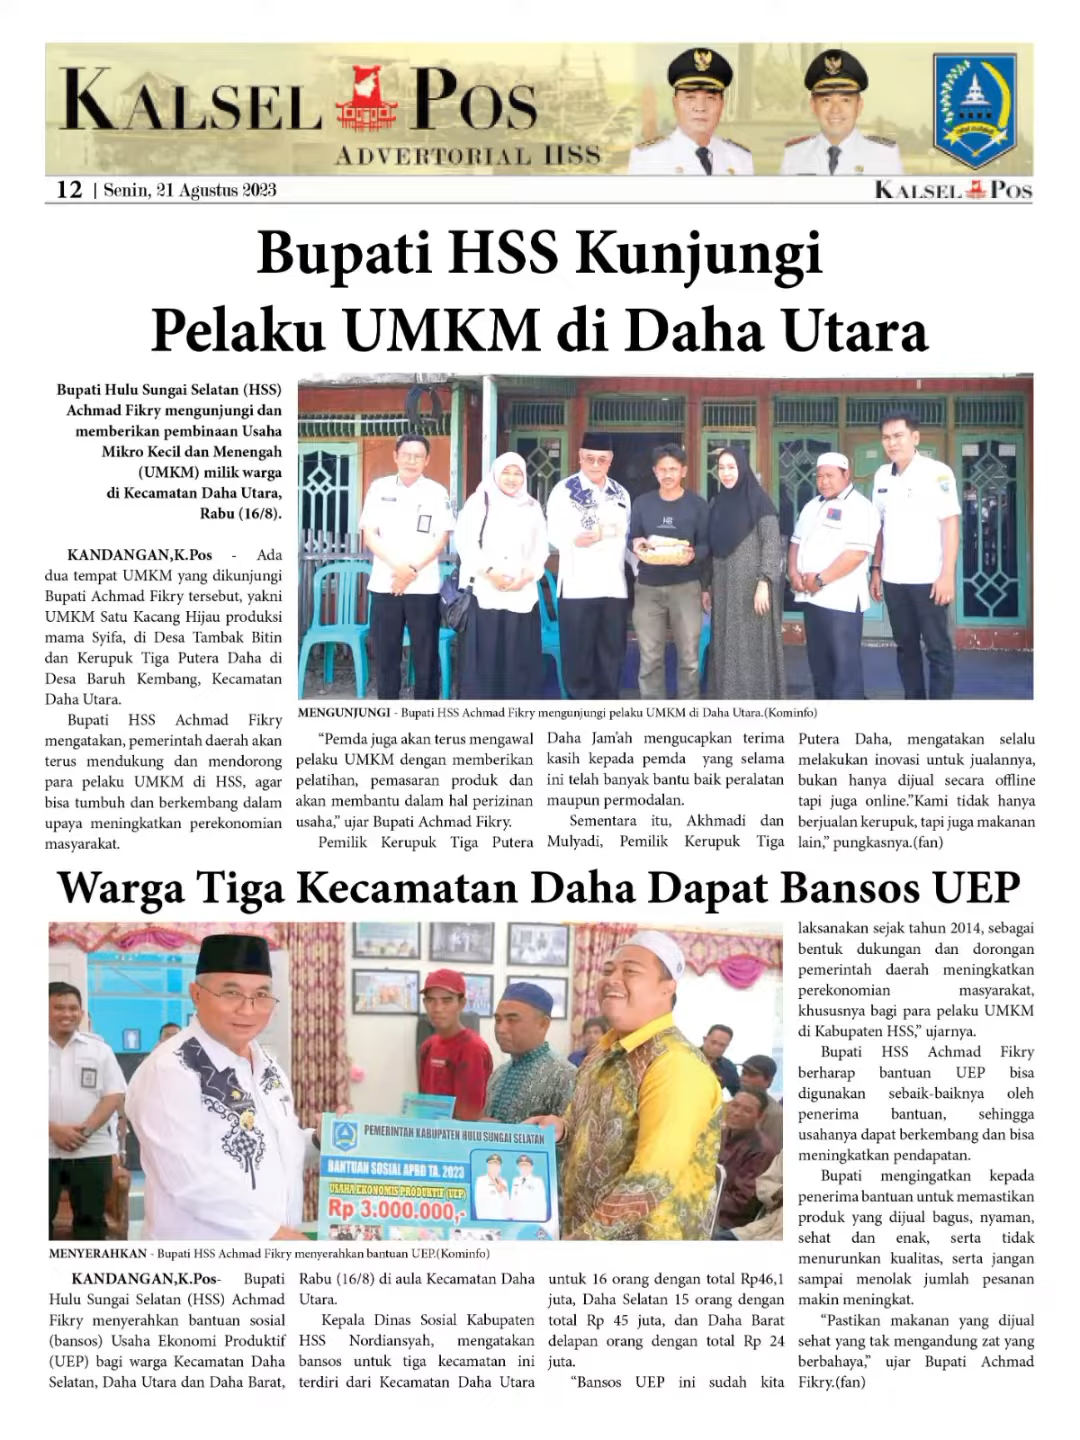 KALSEL POS
ADVERTORIAL HSS
12 | Senin, 21 Agustus 2023
KALSEL POS
Bupati HSS Kunjungi
Pelaku UMKM di Daha Utara
Bupati Hulu Sungai Selatan (HSS)
Achmad Fikry mengunjungi dan
memberikan pembinaan Usaha
Mikro Kecil dan Menengah
(UMKM) milik warga
di Kecamatan Daha Utara,
Rabu (16/8).
KANDANGAN,K.Pos - Ada
dua tempat UMKM yang dikunjungi
Bupati Achmad Fikry tersebut, yakni
UMKM Satu Kacang Hijau produksi
mama Syifa, di Desa Tambak Bitin
dan Kerupuk Tiga Putera Daha di
Desa Baruh Kembang, Kecamatan
Daha Utara.
Bupati HSS Achmad Fikry
mengatakan, pemerintah daerah akan
terus mendukung dan mendorong
para pelaku UMKM di HSS, agar
bisa tumbuh dan berkembang dalam
upaya meningkatkan perekonomian
masyarakat.
MENGUNJUNGI - Bupati HSS Achmad Fikry mengunjungi pelaku UMKM di Daha Utara.(Kominfo)
“Pemda juga akan terus mengawal
pelaku UMKM dengan memberikan
pelatihan, pemasaran produk dan
akan membantu dalam hal perizinan
usaha,” ujar Bupati Achmad Fikry.
Pemilik Kerupuk Tiga Putera
Daha Jam'ah mengucapkan terima
kasih kepada pemda yang selama
ini telah banyak bantu baik peralatan
maupun permodalan.
Sementara itu, Akhmadi dan
Mulyadi, Pemilik Kerupuk Tiga
Putera Daha, mengatakan selalu
melakukan inovasi untuk jualannya,
bukan hanya dijual secara offline
tapi juga online.”Kami tidak hanya
berjualan kerupuk, tapi juga makanan
lain,” pungkasnya.(fan)
Warga Tiga Kecamatan Daha Dapat Bansos UEP
PEMERINTAH KABUPATEN HULU SUNGAI SELATAN
BANTUAN SOSIAL APBD TA. 2023
USAHA EKONOMIS PRODUKTIF (UEP)
Rp 3.000.000,-
MENYERAHKAN - Bupati HSS Achmad Fikry menyerahkan bantuan UEP.(Kominfo)
KANDANGAN,K.Pos- Bupati
Hulu Sungai Selatan (HSS) Achmad
Fikry menyerahkan bantuan sosial
(bansos) Usaha Ekonomi Produktif
(UEP) bagi warga Kecamatan Daha
Selatan, Daha Utara dan Daha Barat,
Rabu (16/8) di aula Kecamatan Daha
Utara.
Kepala Dinas Sosial Kabupaten
HSS Nordiansyah, mengatakan
bansos untuk tiga kecamatan ini
terdiri dari Kecamatan Daha Utara
untuk 16 orang dengan total Rp46,1
juta, Daha Selatan 15 orang dengan
total Rp 45 juta, dan Daha Barat
delapan orang dengan total Rp 24
juta.
“Bansos UEP ini sudah kita
laksanakan sejak tahun 2014, sebagai
bentuk dukungan dan dorongan
pemerintah daerah meningkatkan
perekonomian masyarakat,
khususnya bagi para pelaku UMKM
di Kabupaten HSS,” ujarnya.
Bupati HSS Achmad Fikry
berharap bantuan UEP bisa
digunakan sebaik-baiknya oleh
penerima bantuan, sehingga
usahanya dapat berkembang dan bisa
meningkatkan pendapatan.
Bupati mengingatkan kepada
penerima bantuan untuk memastikan
produk yang dijual bagus, nyaman,
sehat dan enak, serta tidak
menurunkan kualitas, serta jangan
sampai menolak jumlah pesanan
makin meningkat.
“Pastikan makanan yang dijual
sehat yang tak mengandung zat yang
berbahaya,” ujar Bupati Achmad
Fikry.(fan)